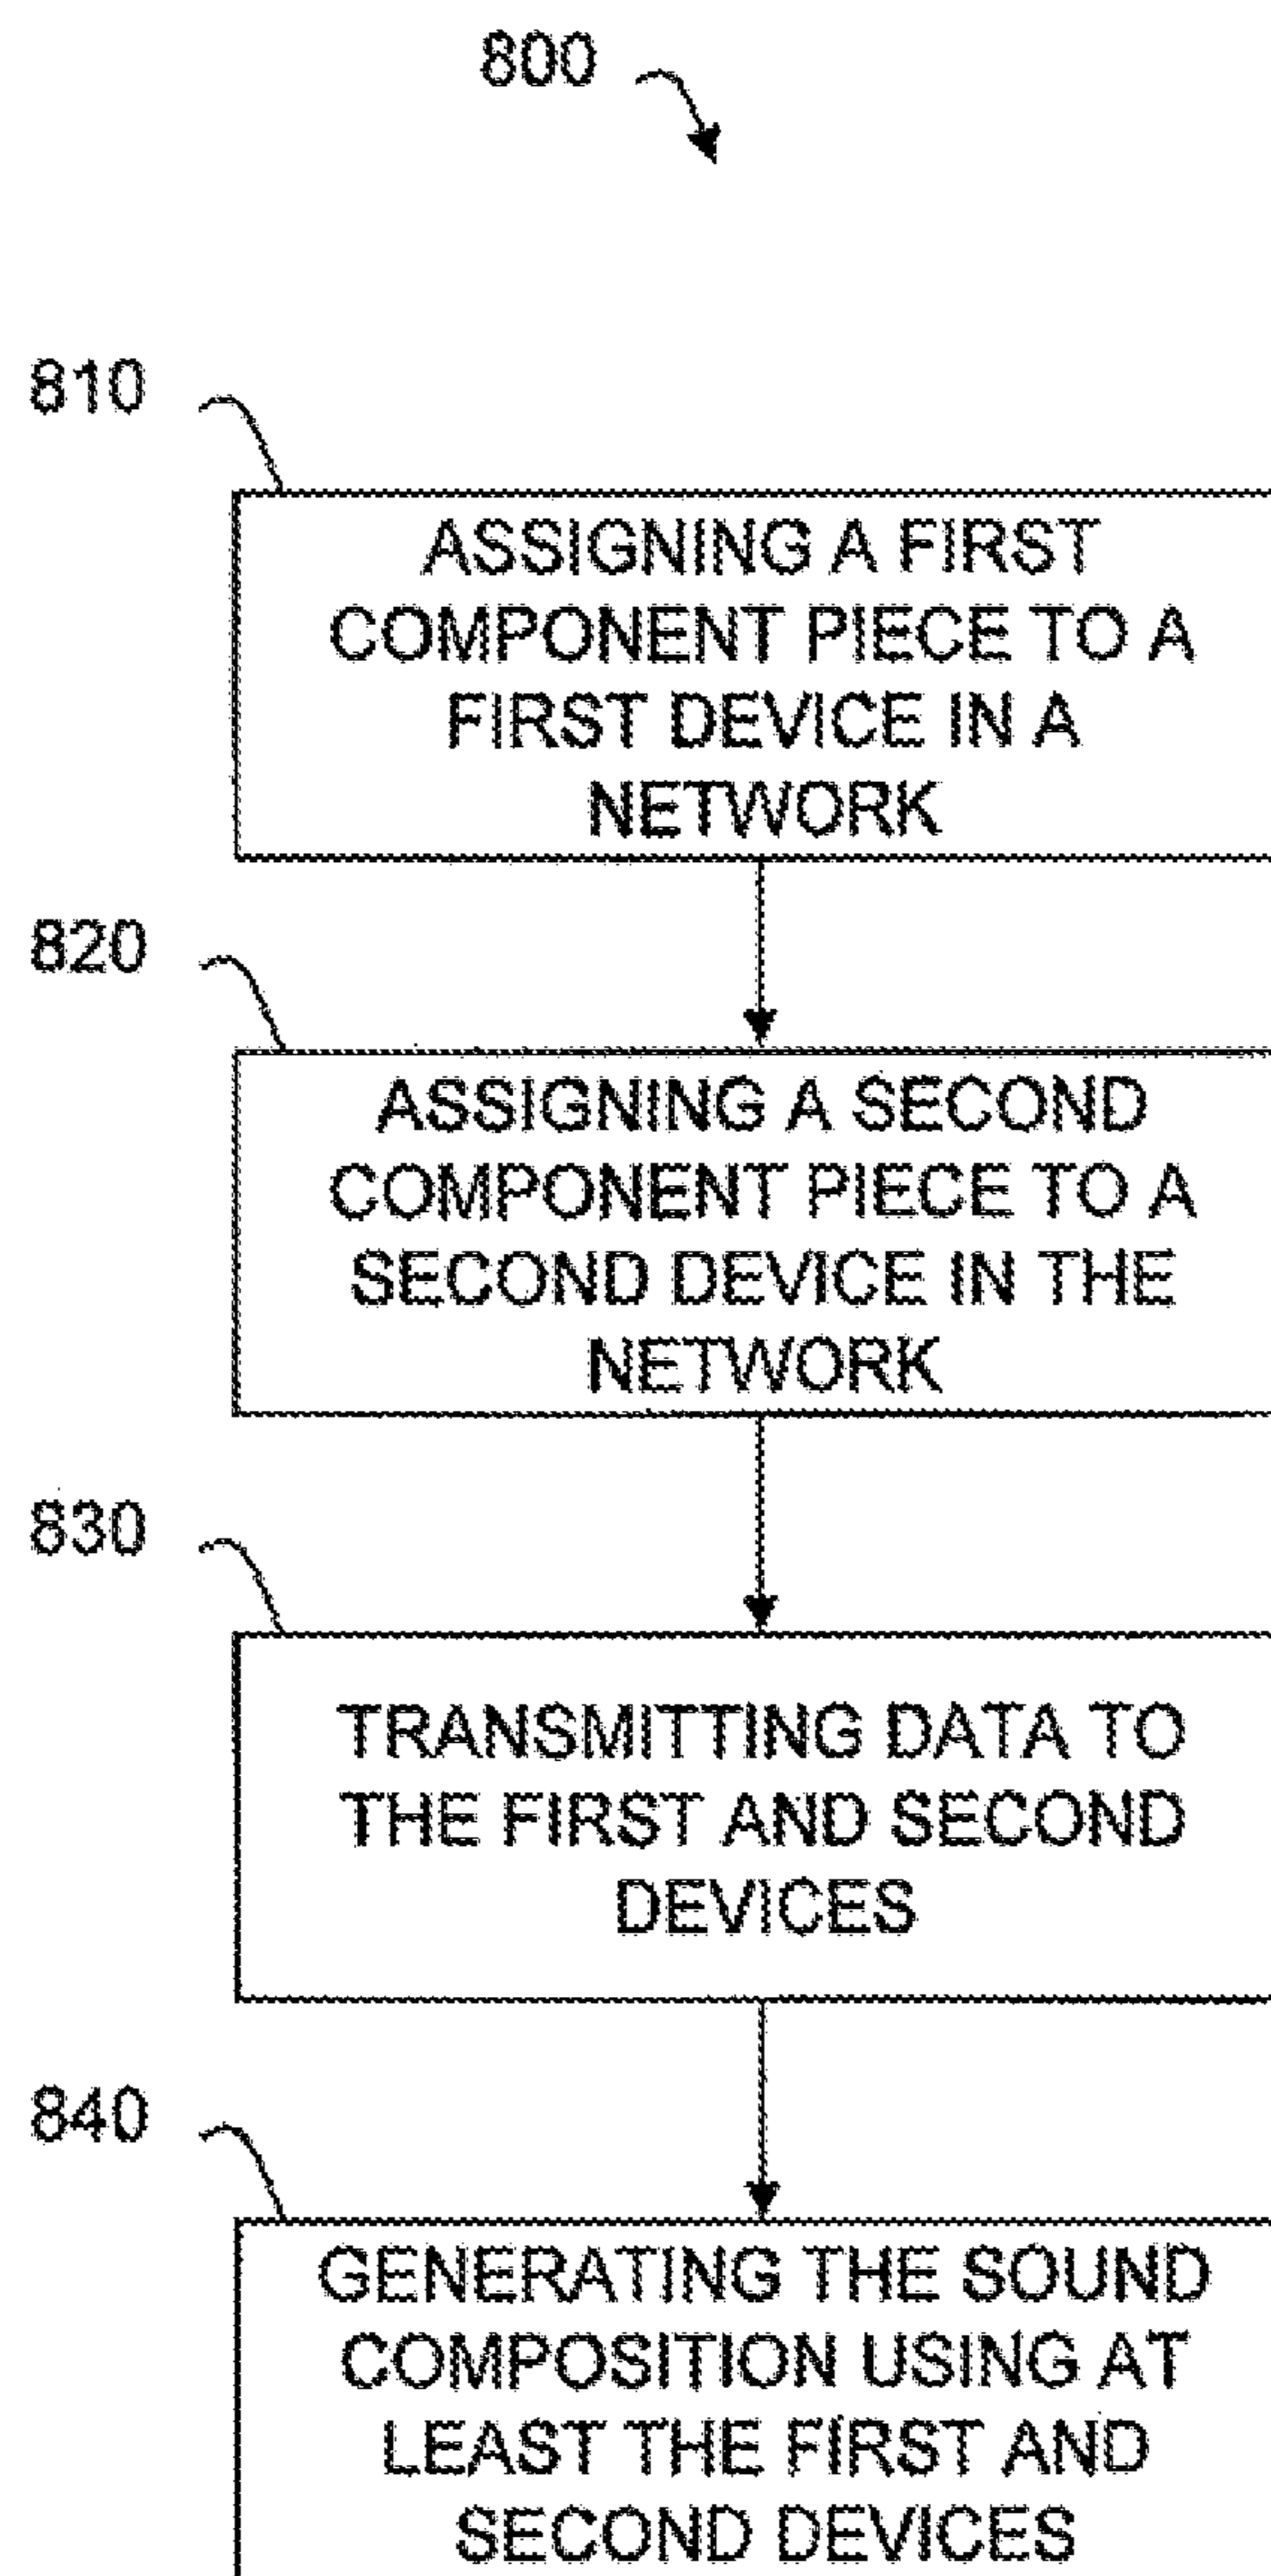 800
810
ASSIGNING A FIRST
COMPONENT PIECE TO A
FIRST DEVICE IN A
NETWORK
820
ASSIGNING A SECOND
COMPONENT PIECE TO A
SECOND DEVICE IN THE
NETWORK
830
TRANSMITTING DATA TO
THE FIRST AND SECOND
DEVICES
840
GENERATING THE SOUND
COMPOSITION USING AT
LEAST THE FIRST AND
SECOND DEVICES